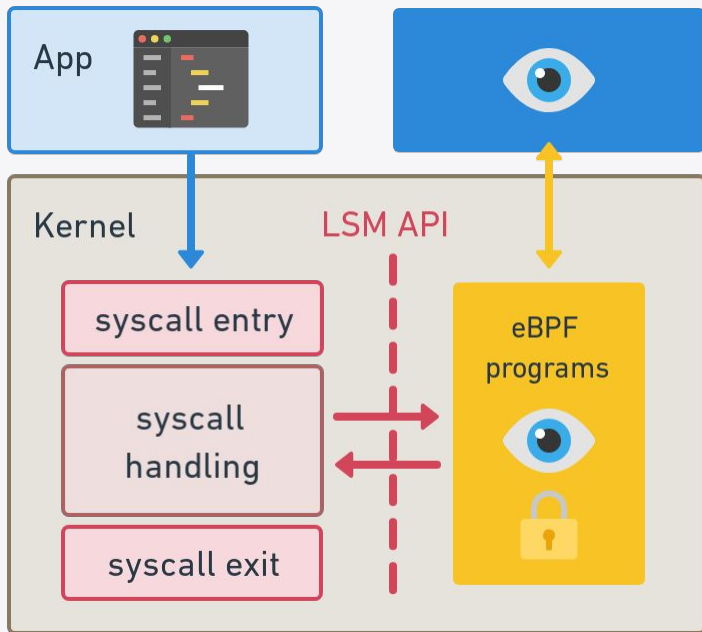 App
Kernel
LSM API
syscall entry
syscall
handling
syscall exit
eBPF
programs